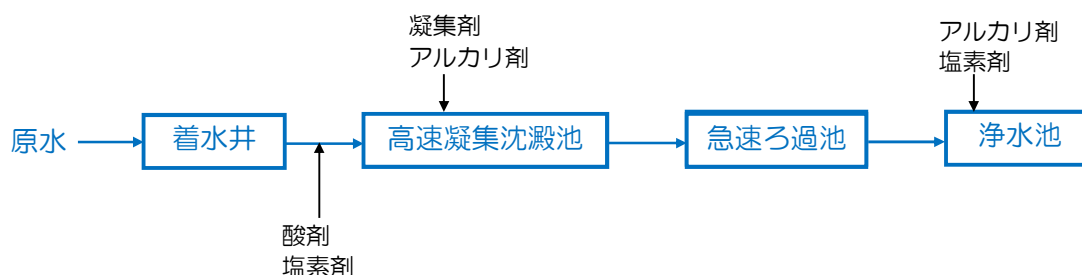 凝集剤
アルカリ剤
アルカリ剤
塩素剤
原水
着水井
高速凝集沈澱池
急速ろ過池
浄水池
酸剤
塩素剤